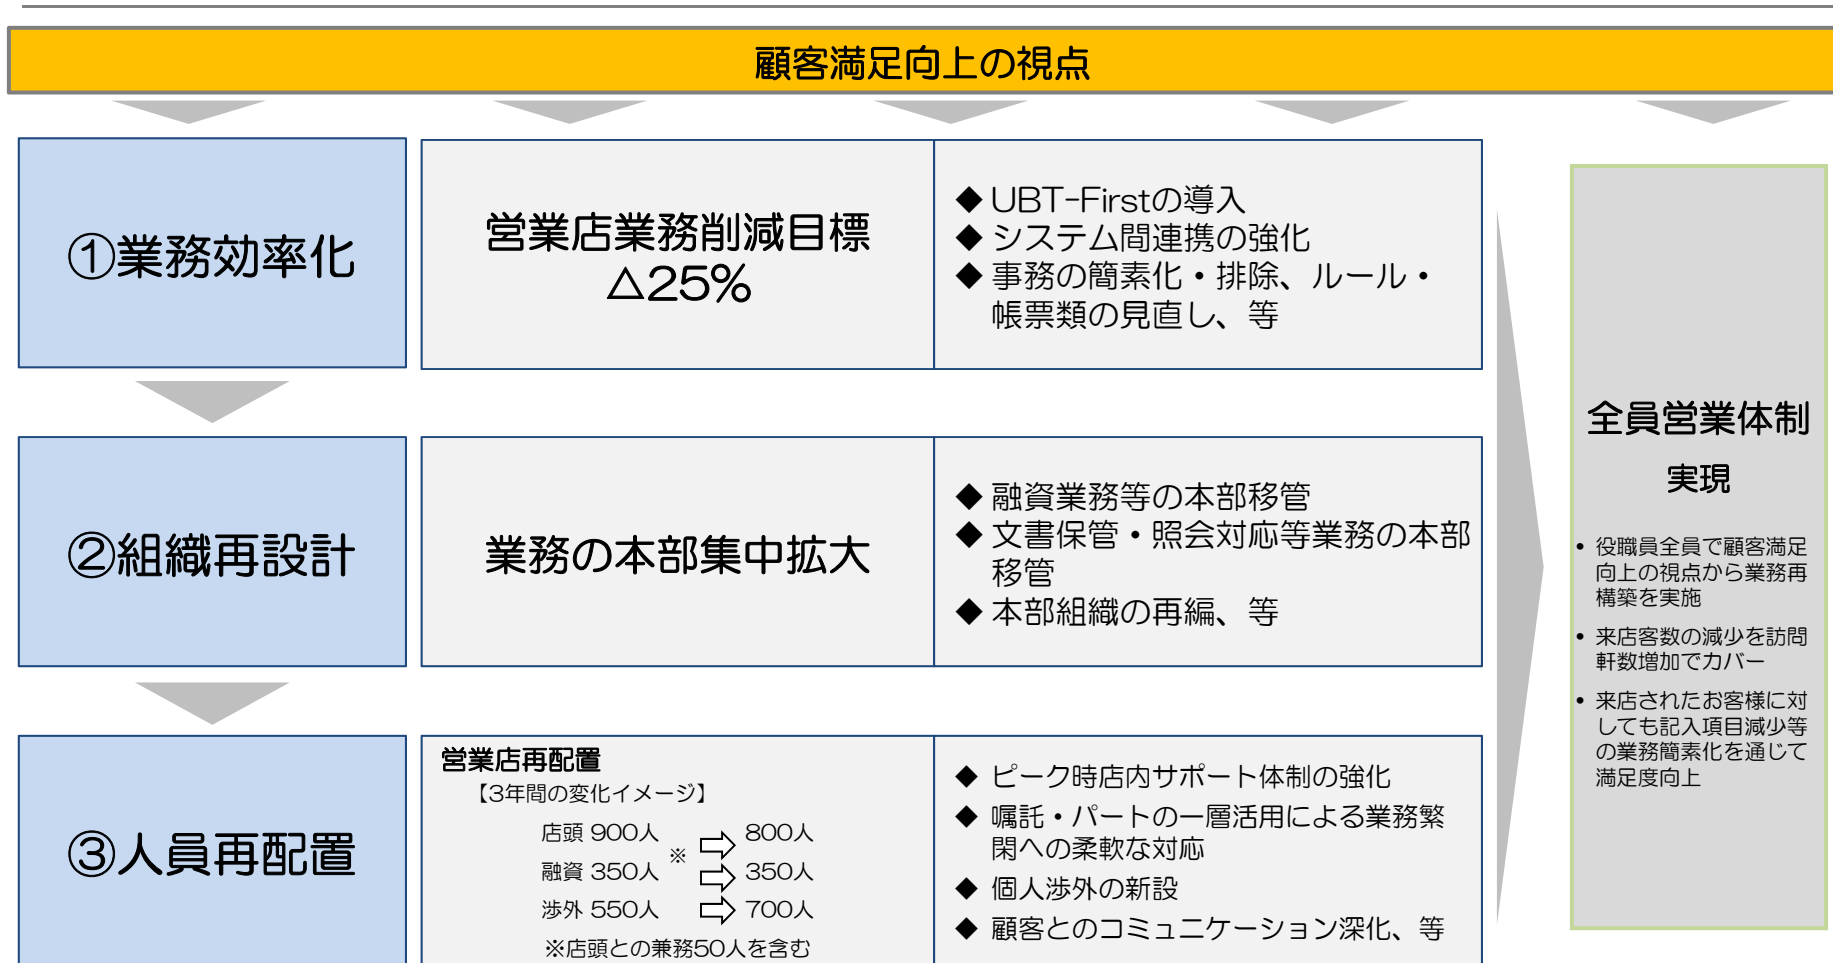 顧客満足向上の視点
①業務効率化
営業店業務削減目標
△25%
◆ UBT-Firstの導入
◆ システム間連携の強化
◆ 事務の簡素化・排除、ルール・
帳票類の見直し、等
②組織再設計
業務の本部集中拡大
◆ 融資業務等の本部移管
◆ 文書保管・照会対応等業務の本部
移管
◆ 本部組織の再編、等
③人員再配置
営業店再配置
【3年間の変化イメージ】
店頭 900人 ⇨ 800人
融資 350人 ※ ⇨ 350人
渉外 550人 ⇨ 700人
※店頭との兼務50人を含む
◆ ピーク時店内サポート体制の強化
◆ 嘱託・パートの一層活用による業務繁
閑への柔軟な対応
◆ 個人渉外の新設
◆ 顧客とのコミュニケーション深化、等
全員営業体制
実現
• 役職員全員で顧客満足
向上の視点から業務再
構築を実施
• 来店客数の減少を訪問
軒数増加でカバー
• 来店されたお客様に対
しても記入項目減少等
の業務簡素化を通じて
満足度向上